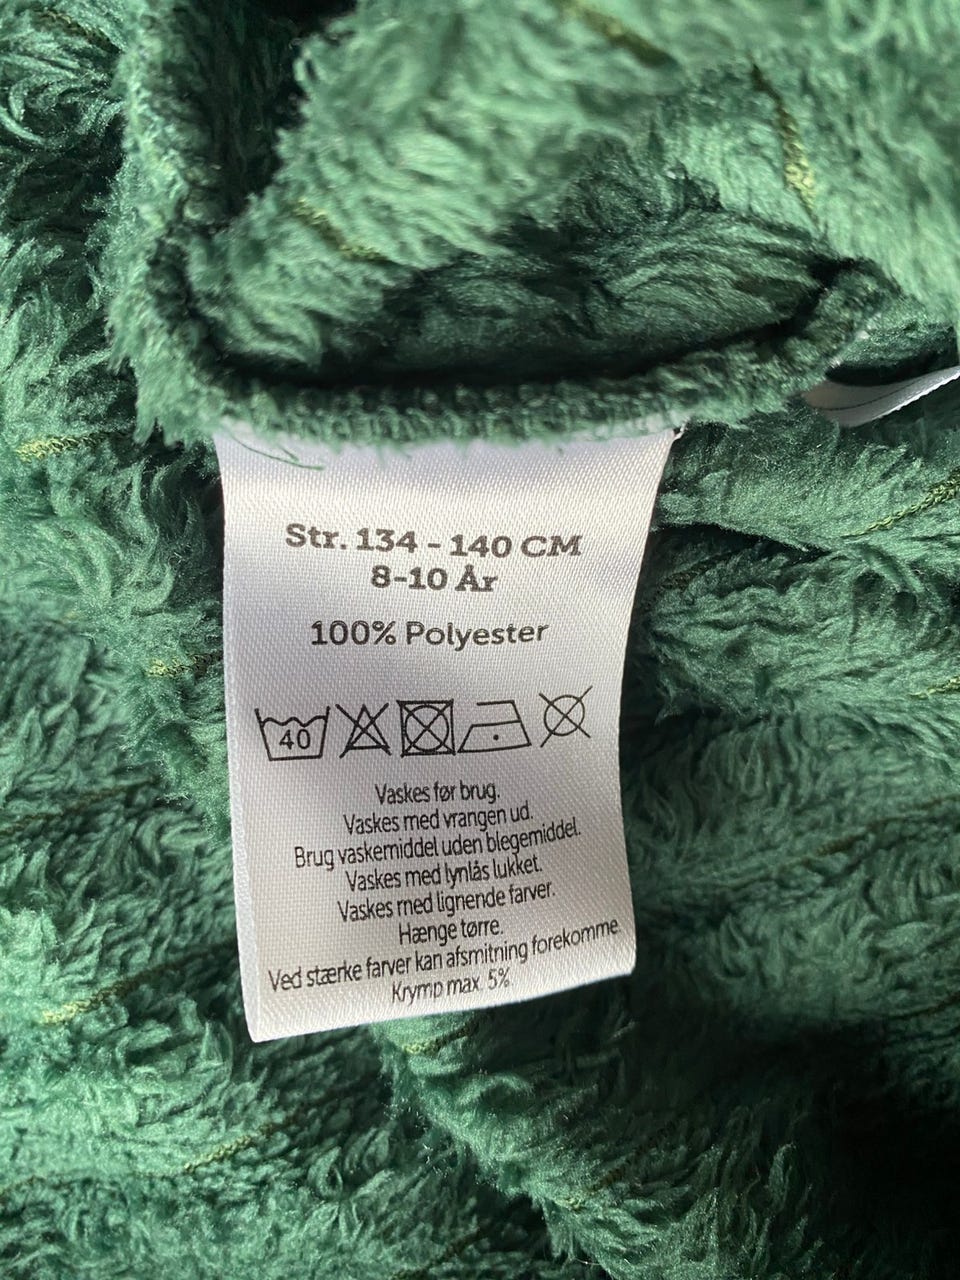 Str. 134 - 140 CM
8-10 År
100% Polyester
40
Vaskes før brug.
Vaskes med vrangen ud.
Brug vaskemiddel uden blegemiddel.
Vaskes med lynlås lukket.
Vaskes med lignende farver.
Hænge tørre.
Ved stærke farver kan afsmitning forekomme.
Krymp max. 5%